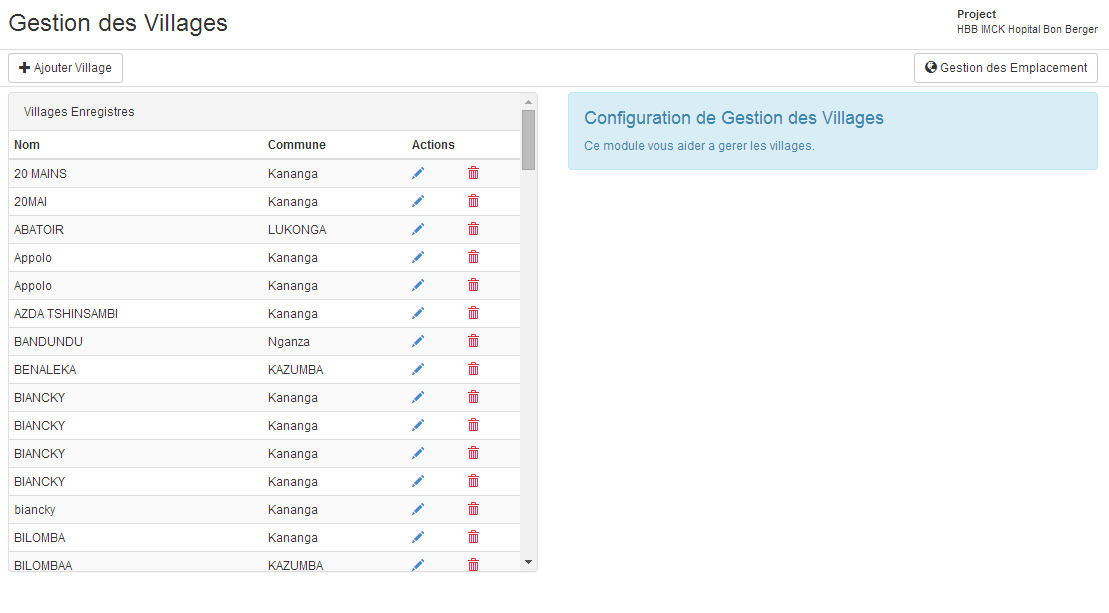 Gestion des Villages
Project
HBB IMCK Hopital Bon Berger
Ajouter Village
Gestion des Emplacement
Villages Enregistres
Nom Commune Actions
20 MAINS Kananga
20MAI Kananga
ABATOIR LUKONGA
Appolo Kananga
Appolo Kananga
AZDA TSHINSAMBI Kananga
BANDUNDU Nganza
BENALEKA KAZUMBA
BIANCKY Kananga
BIANCKY Kananga
BIANCKY Kananga
BIANCKY Kananga
biancky Kananga
BILOMBA Kananga
BILOMBAA KAZUMBA
Configuration de Gestion des Villages
Ce module vous aider a gerer les villages.